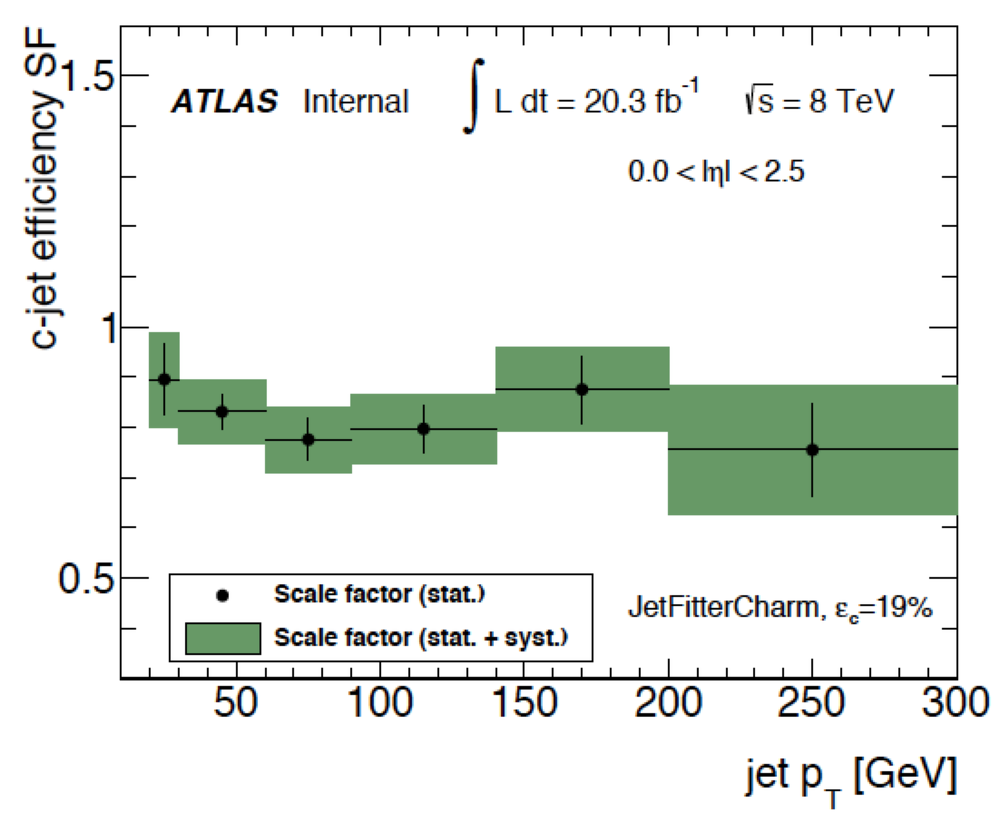 c-jet efficiency SF
1.5
1
0.5
ATLAS Internal ∫ L dt = 20.3 fb-1 √s = 8 TeV
0.0 < |η| < 2.5
Scale factor (stat.)
Scale factor (stat. + syst.)
JetFitterCharm, εc=19%
50 100 150 200 250 300
jet pT [GeV]